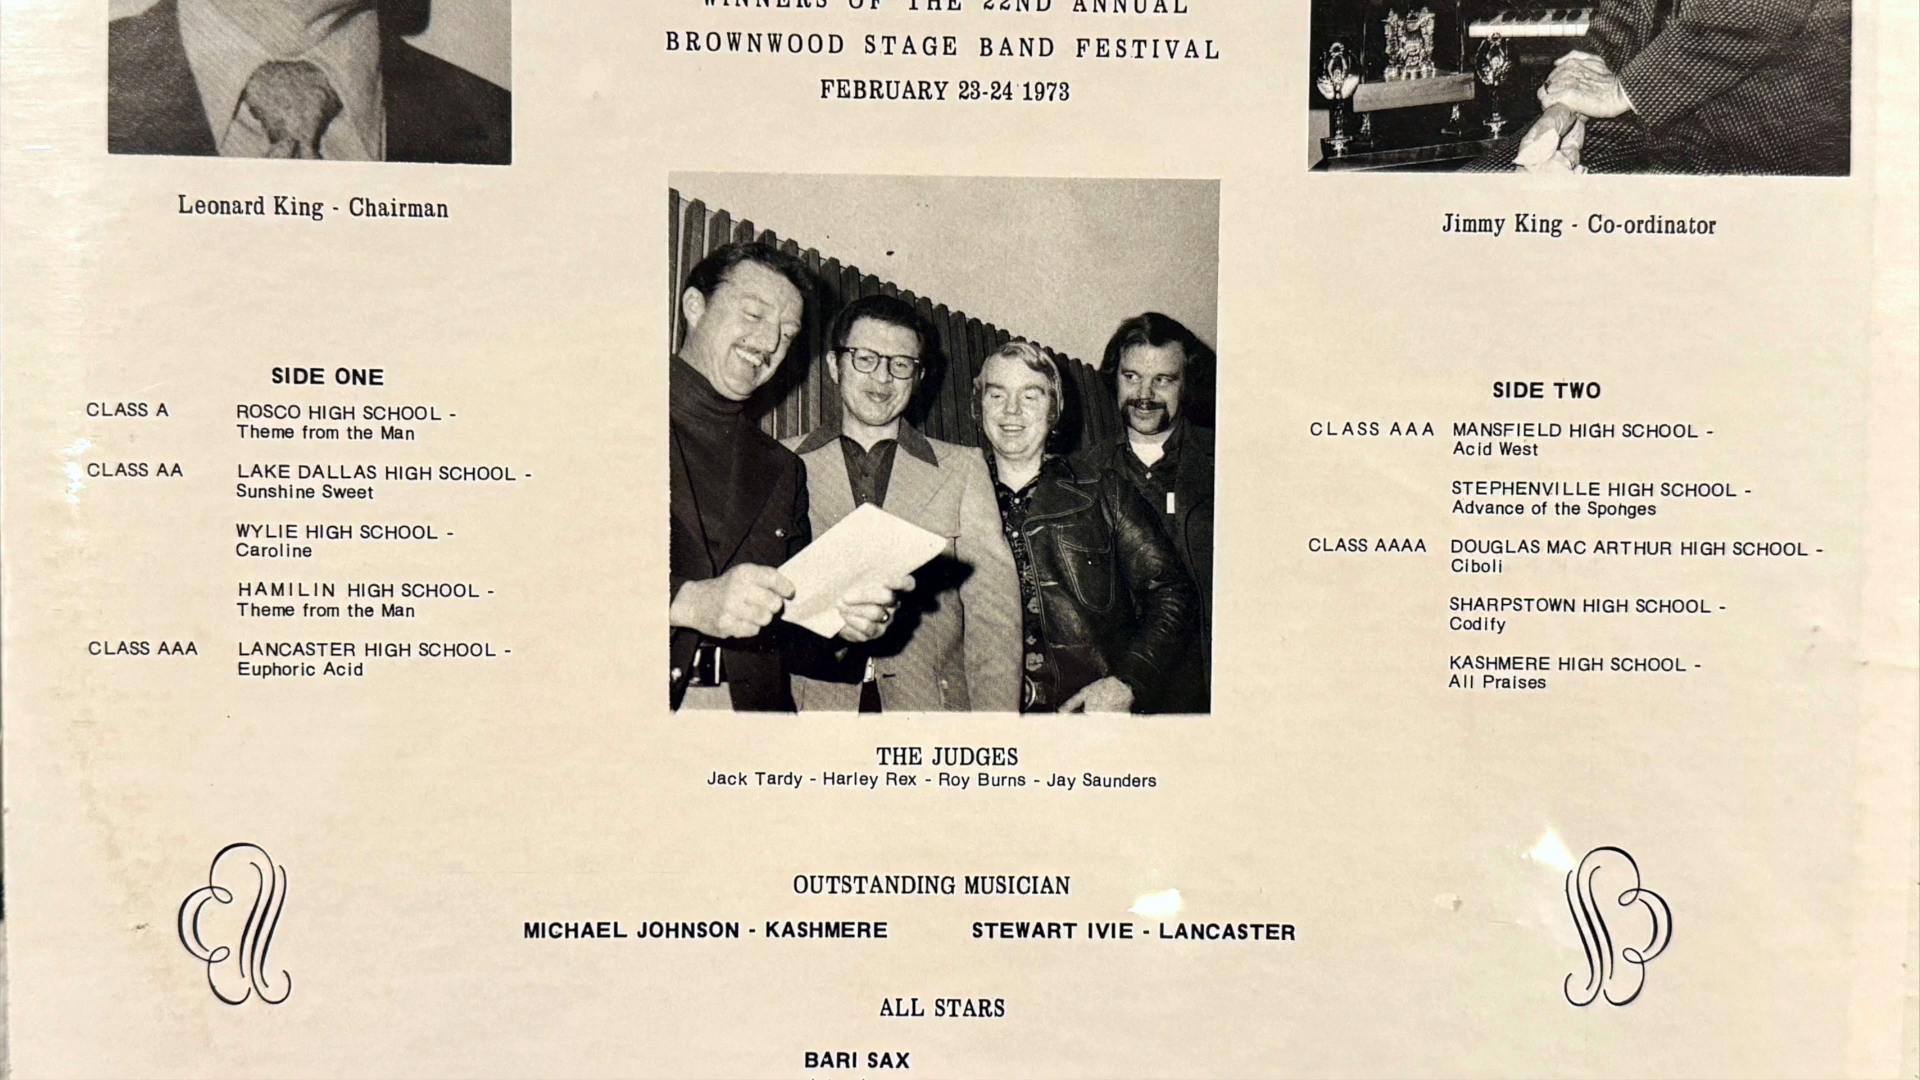 WINNERS OF THE 22ND ANNUAL
BROWNWOOD STAGE BAND FESTIVAL
FEBRUARY 23-24 1973
Leonard King - Chairman
Jimmy King - Co-ordinator
SIDE ONE
CLASS A ROSCO HIGH SCHOOL -
Theme from the Man
CLASS AA LAKE DALLAS HIGH SCHOOL -
Sunshine Sweet
WYLIE HIGH SCHOOL -
Caroline
HAMILIN HIGH SCHOOL -
Theme from the Man
CLASS AAA LANCASTER HIGH SCHOOL -
Euphoric Acid
SIDE TWO
CLASS AAA MANSFIELD HIGH SCHOOL -
Acid West
STEPHENVILLE HIGH SCHOOL -
Advance of the Sponges
CLASS AAAA DOUGLAS MAC ARTHUR HIGH SCHOOL -
Ciboli
SHARPSTOWN HIGH SCHOOL -
Codify
KASHMERE HIGH SCHOOL -
All Praises
THE JUDGES
Jack Tardy - Harley Rex - Roy Burns - Jay Saunders
OUTSTANDING MUSICIAN
MICHAEL JOHNSON - KASHMERE STEWART IVIE - LANCASTER
ALL STARS
BARI SAX